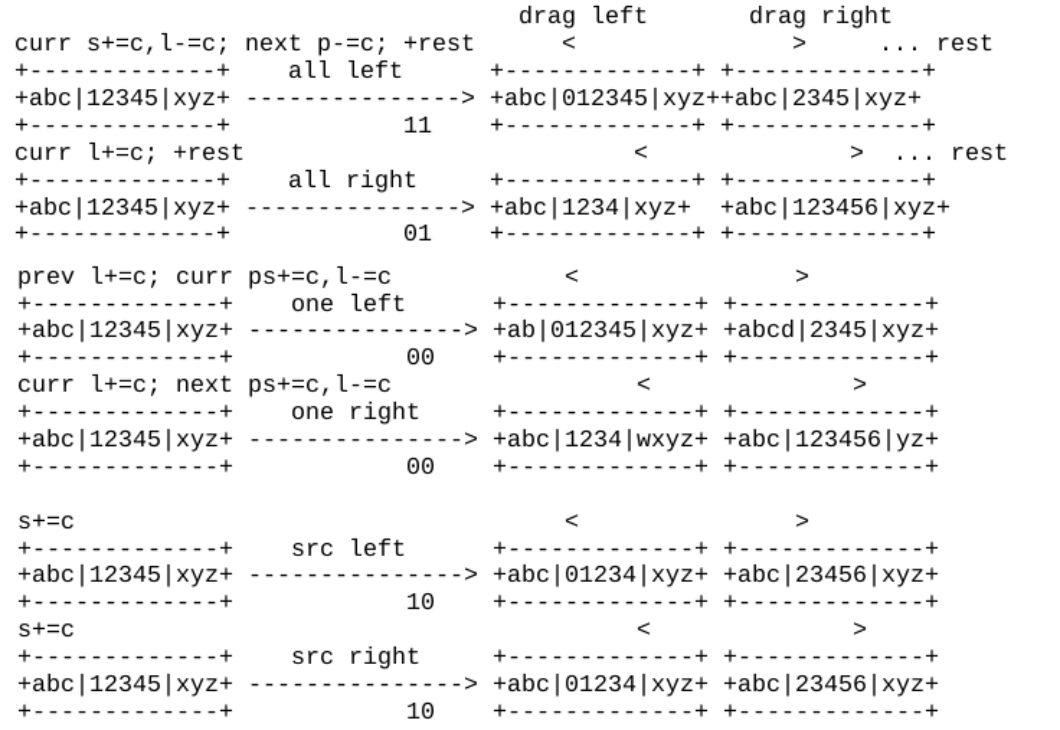 drag left       drag right
curr s+=c,l-=c; next p-=c; +rest      <               >     ... rest
+-------------+    all left      +-------------+ +-------------+
+abc|12345|xyz+ ---------------> +abc|012345|xyz++abc|2345|xyz+
+-------------+            11    +-------------+ +-------------+
curr l+=c; +rest                           <              >  ... rest
+-------------+    all right     +-------------+ +-------------+
+abc|12345|xyz+ ---------------> +abc|1234|xyz+  +abc|123456|xyz+
+-------------+            01    +-------------+ +-------------+
prev l+=c; curr ps+=c,l-=c            <               >
+-------------+    one left      +-------------+ +-------------+
+abc|12345|xyz+ ---------------> +ab|012345|xyz+ +abcd|2345|xyz+
+-------------+            00    +-------------+ +-------------+
curr l+=c; next ps+=c,l-=c                 <              >
+-------------+    one right     +-------------+ +-------------+
+abc|12345|xyz+ ---------------> +abc|1234|wxyz+ +abc|123456|yz+
+-------------+            00    +-------------+ +-------------+
s+=c                                  <               >
+-------------+    src left      +-------------+ +-------------+
+abc|12345|xyz+ ---------------> +abc|01234|xyz+ +abc|23456|xyz+
+-------------+            10    +-------------+ +-------------+
s+=c                                       <              >
+-------------+    src right     +-------------+ +-------------+
+abc|12345|xyz+ ---------------> +abc|01234|xyz+ +abc|23456|xyz+
+-------------+            10    +-------------+ +-------------+